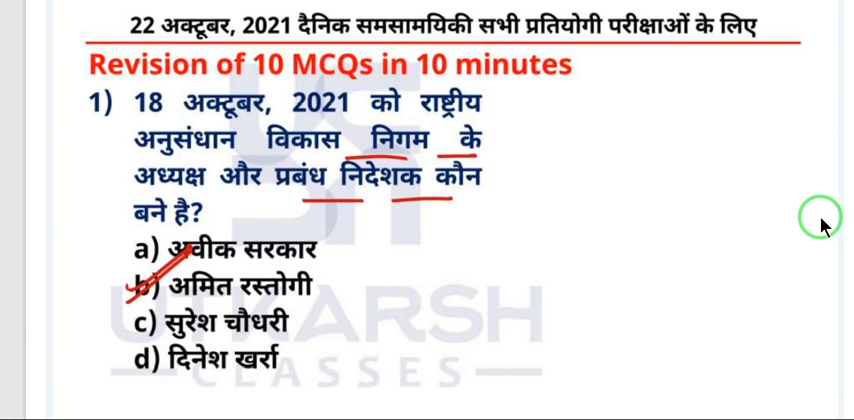 22 अक्टूबर, 2021 दैनिक समसामयिकी सभी प्रतियोगी परीक्षाओं के लिए
Revision of 10 MCQs in 10 minutes
1) 18 अक्टूबर, 2021 को राष्ट्रीय
अनुसंधान विकास निगम के
अध्यक्ष और प्रबंध निदेशक कौन
बने है?
a) अवीक सरकार
b) अमित रस्तोगी
c) सुरेश चौधरी
d) दिनेश खर्रा
UTKARSH
CLASSES